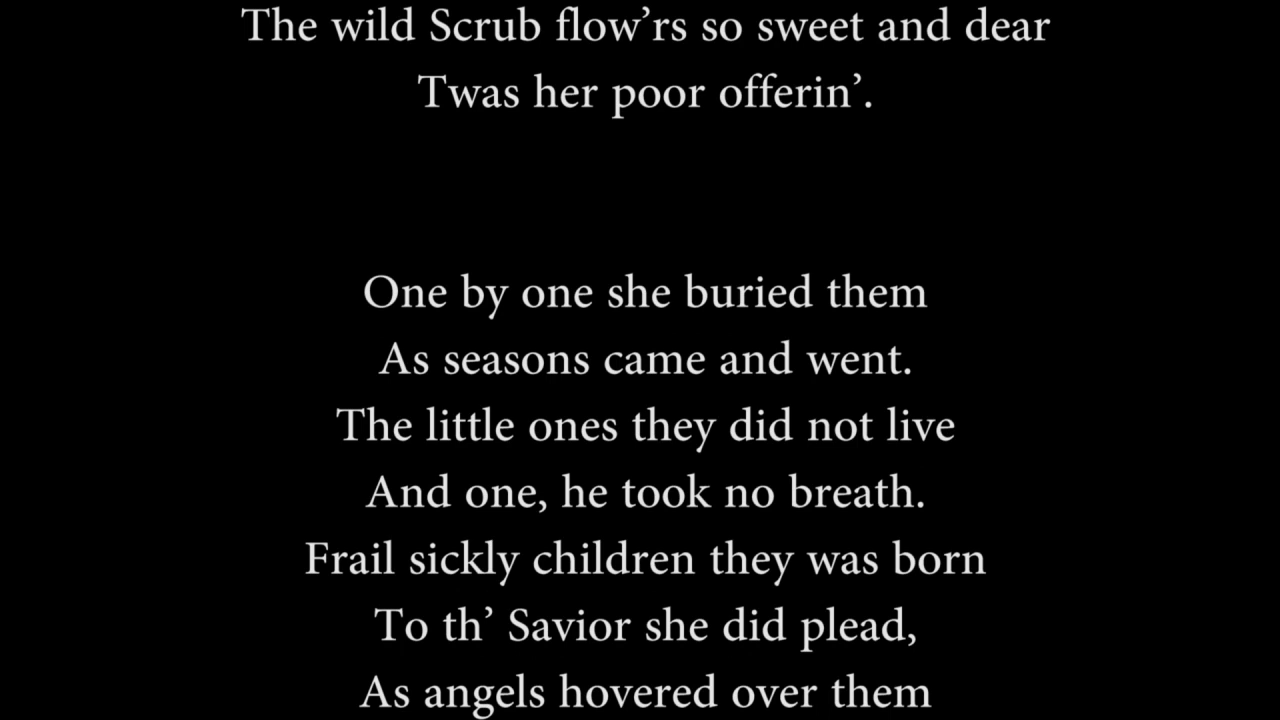 The wild Scrub flow’rs so sweet and dear
Twas her poor offerin’.
One by one she buried them
As seasons came and went.
The little ones they did not live
And one, he took no breath.
Frail sickly children they was born
To th’ Savior she did plead,
As angels hovered over them